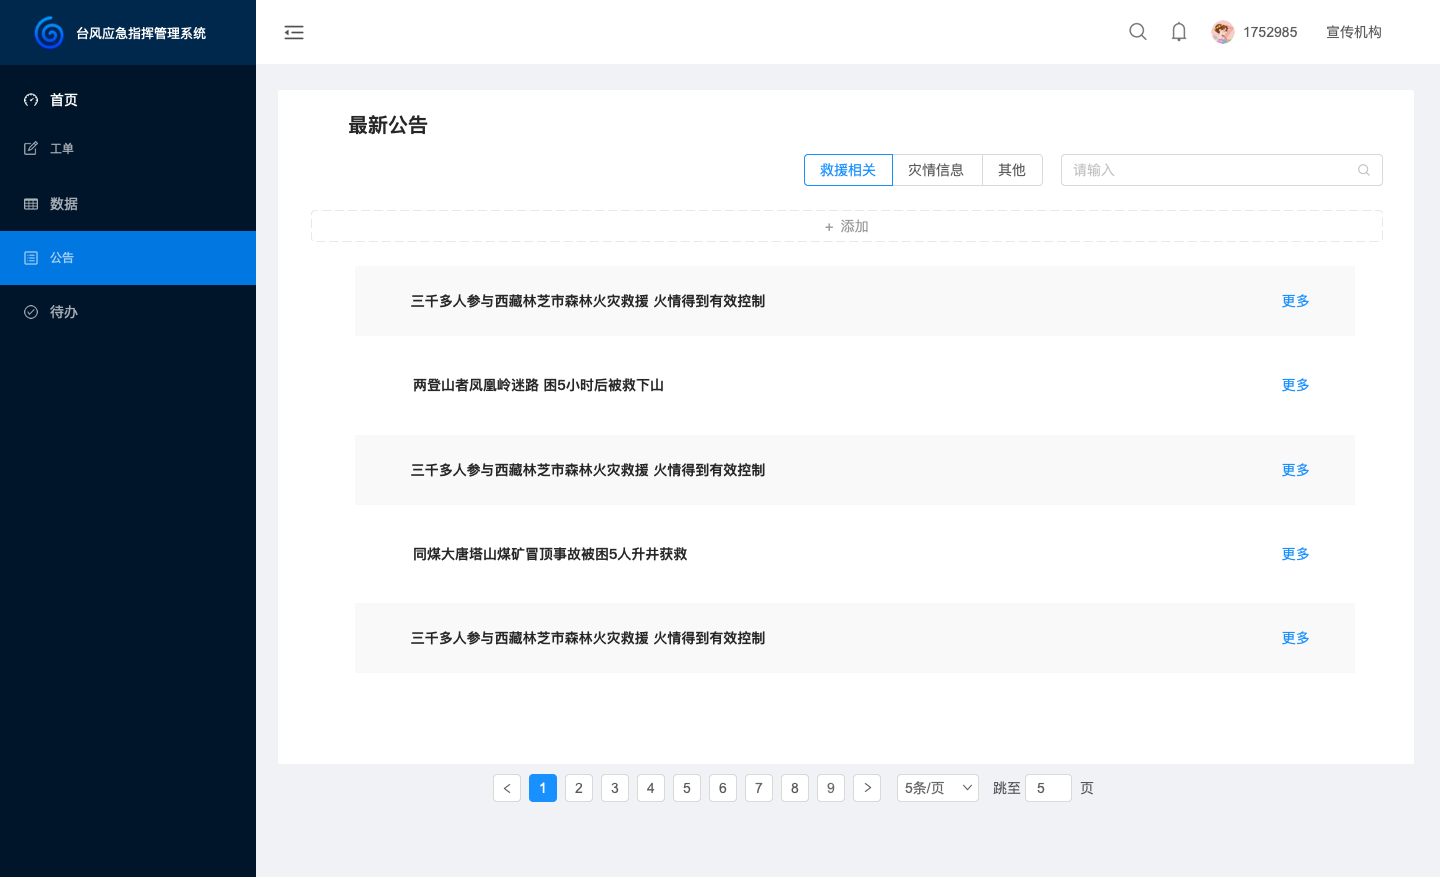 台风应急指挥管理系统
1752985
宣传机构
首页
工单
数据
公告
待办
最新公告
救援相关 灾情信息 其他 请输入
+ 添加
三千多人参与西藏林芝市森林火灾救援 火情得到有效控制 更多
两登山者凤凰岭迷路 困5小时后被救下山 更多
三千多人参与西藏林芝市森林火灾救援 火情得到有效控制 更多
同煤大唐塔山煤矿冒顶事故被困5人升井获救 更多
三千多人参与西藏林芝市森林火灾救援 火情得到有效控制 更多
< 1 2 3 4 5 6 7 8 9 > 5条/页 跳至 5 页